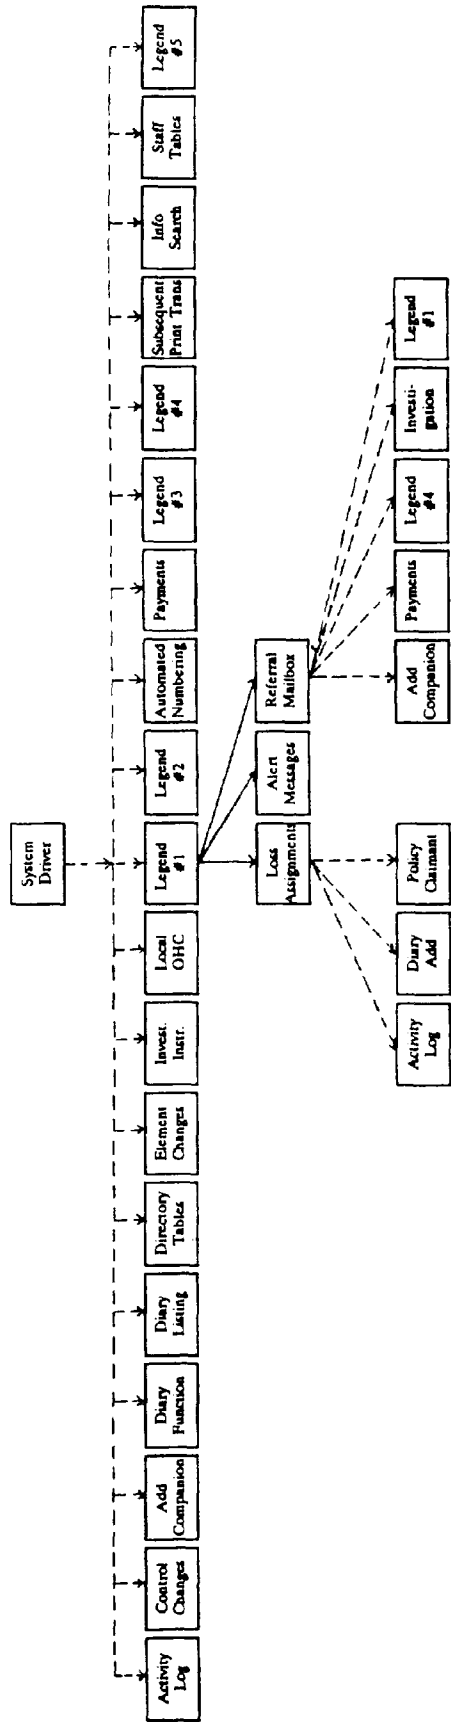 System
Driver
Activity
Log
Control
Changes
Add
Companion
Diary
Function
Diary
Listing
Directory
Tables
Element
Changes
Invest.
Instr.
Local
OHC
Legend
#1
Legend
#2
Automated
Numbering
Payments
Legend
#3
Legend
#4
Subsequent
Print Trans
Info
Search
Staff
Tables
Legend
#5
Loss
Assignments
Alert
Messages
Referral
Mailbox
Activity
Log
Diary
Add
Policy
Claimant
Add
Companion
Payments
Legend
#4
Investi-
gation
Legend
#1